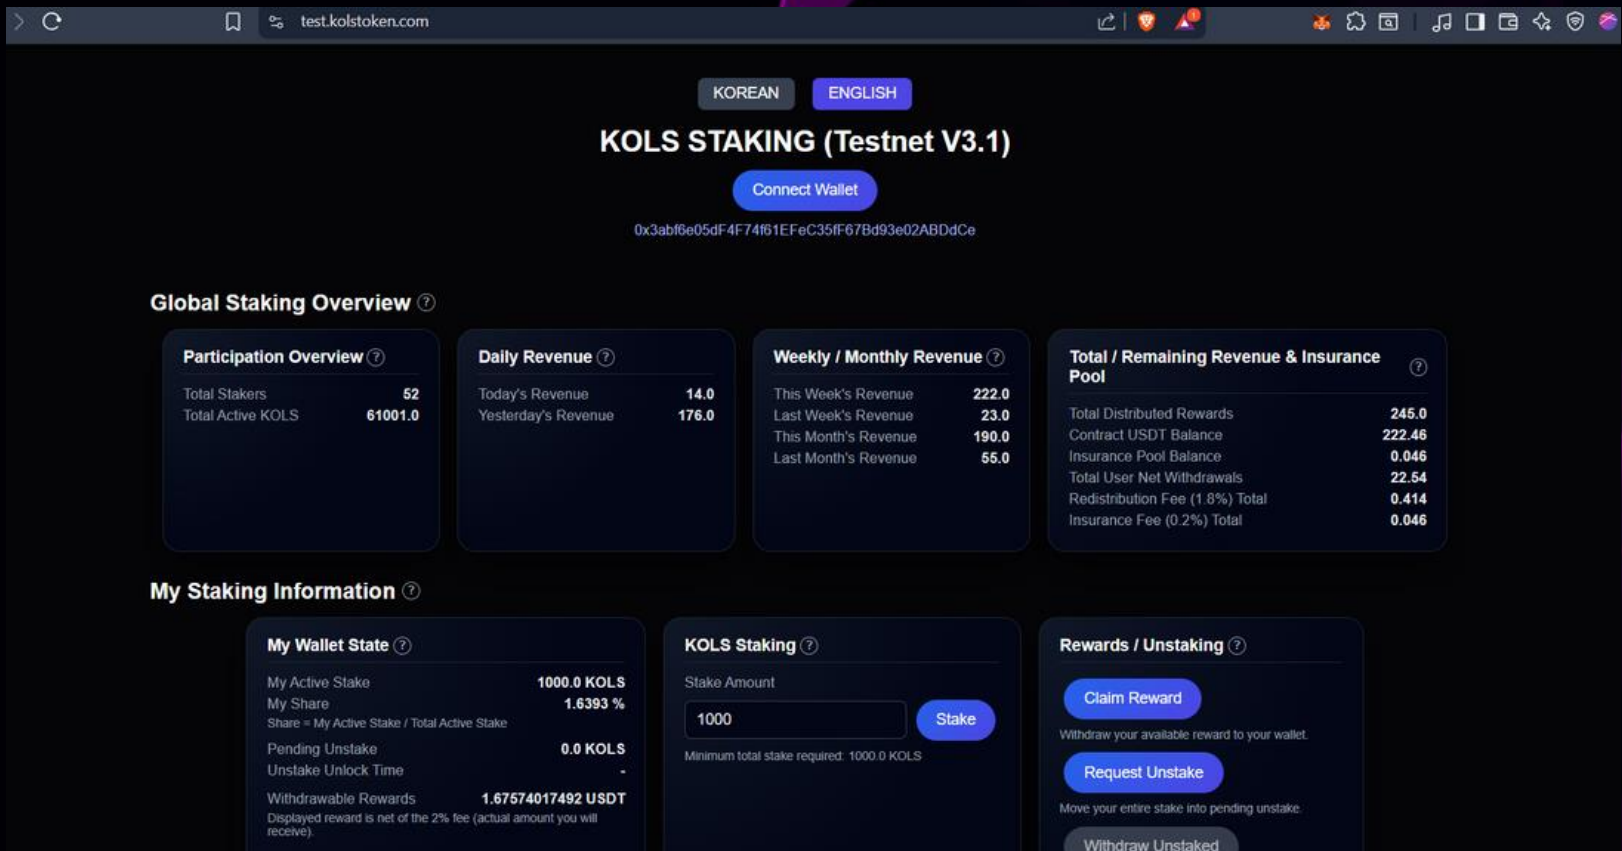 test.kolstoken.com
1
KOREAN ENGLISH
KOLS STAKING (Testnet V3.1)
Connect Wallet
0x3abf6e05dF4F74f61EFeC35fF67Bd93e02ABDdCe
Global Staking Overview ?
Participation Overview ?
Total Stakers 52
Total Active KOLS 61001.0
Daily Revenue ?
Today's Revenue 14.0
Yesterday's Revenue 176.0
Weekly / Monthly Revenue ?
This Week's Revenue 222.0
Last Week's Revenue 23.0
This Month's Revenue 190.0
Last Month's Revenue 55.0
Total / Remaining Revenue & Insurance
Pool ?
Total Distributed Rewards 245.0
Contract USDT Balance 222.46
Insurance Pool Balance 0.046
Total User Net Withdrawals 22.54
Redistribution Fee (1.8%) Total 0.414
Insurance Fee (0.2%) Total 0.046
My Staking Information ?
My Wallet State ?
My Active Stake 1000.0 KOLS
My Share 1.6393 %
Share = My Active Stake / Total Active Stake
Pending Unstake 0.0 KOLS
Unstake Unlock Time -
Withdrawable Rewards 1.67574017492 USDT
Displayed reward is net of the 2% fee (actual amount you will
receive).
KOLS Staking ?
Stake Amount
1000 Stake
Minimum total stake required: 1000.0 KOLS
Rewards / Unstaking ?
Claim Reward
Withdraw your available reward to your wallet.
Request Unstake
Move your entire stake into pending unstake.
Withdraw Unstaked